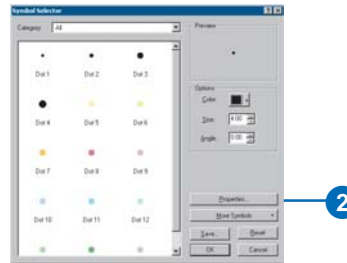 Symbol Selector
Category: All
Preview
Dot 1 Dot 2 Dot 3
Dot 4 Dot 5 Dot 6
Dot 7 Dot 8 Dot 9
Dot 10 Dot 11 Dot 12
Options
Color:
Size: 4.00
Angle: 0.00
Properties...
2
More Symbols
Save... Reset
OK Cancel